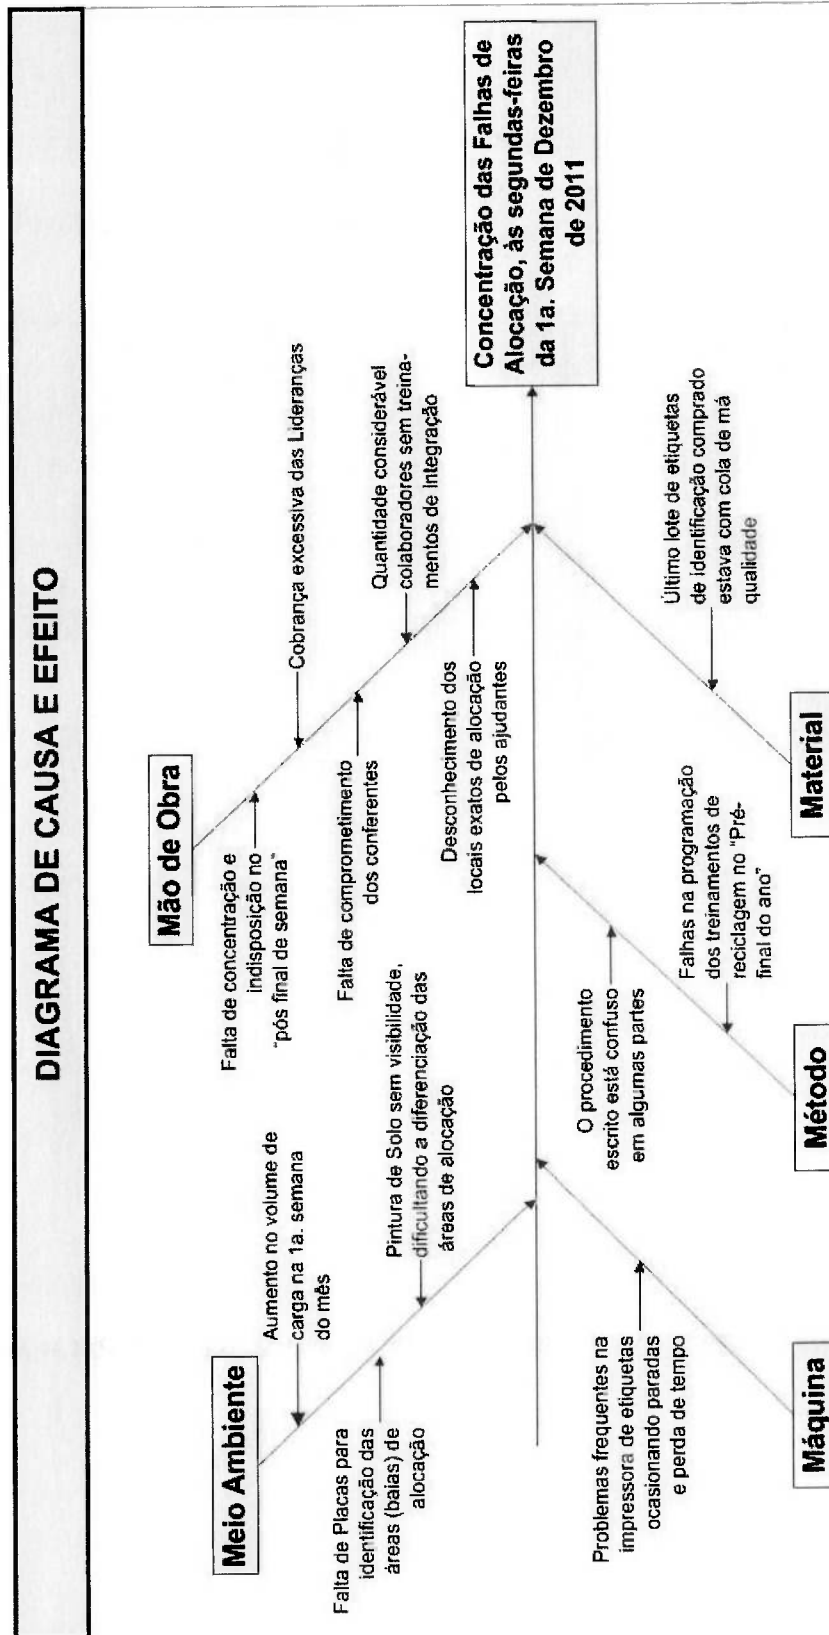 DIAGRAMA DE CAUSA E EFEITO
Meio Ambiente
Aumento no volume de
carga na 1a. semana
do mês
Falta de Placas para
identificação das
áreas (baias) de
alocação
Pintura de Solo sem visibilidade,
dificultando a diferenciação das
áreas de alocação
Mão de Obra
Falta de concentração e
indisposição no
"pós final de semana"
Cobrança excessiva das Lideranças
Falta de comprometimento
dos conferentes
Quantidade considerável
colaboradores sem treina-
mentos de Integração
Desconhecimento dos
locais exatos de alocação
pelos ajudantes
Concentração das Falhas de
Alocação, às segundas-feiras
da 1a. Semana de Dezembro
de 2011
Problemas frequentes na
impressora de etiquetas
ocasionando paradas
e perda de tempo
Máquina
O procedimento
escrito está confuso
em algumas partes
Falhas na programação
dos treinamentos de
reciclagem no "Pré-
final do ano"
Método
Último lote de etiquetas
de identificação comprado
estava com cola de má
qualidade
Material